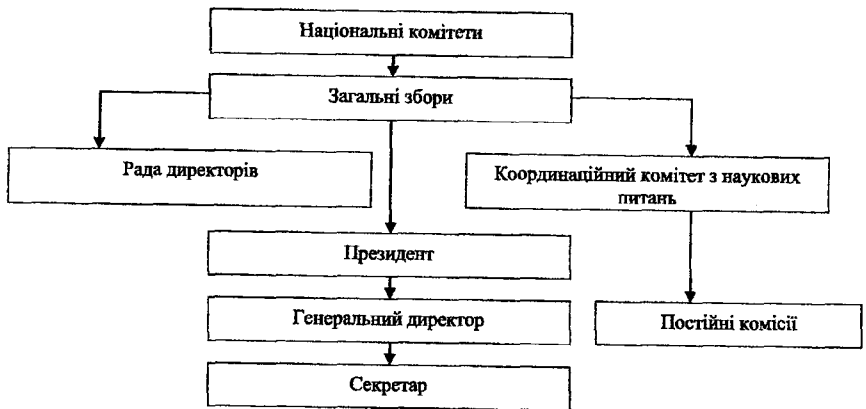 Національні комітети
Загальні збори
Рада директорів
Координаційний комітет з наукових
питань
Президент
Генеральний директор
Постійні комісії
Секретар